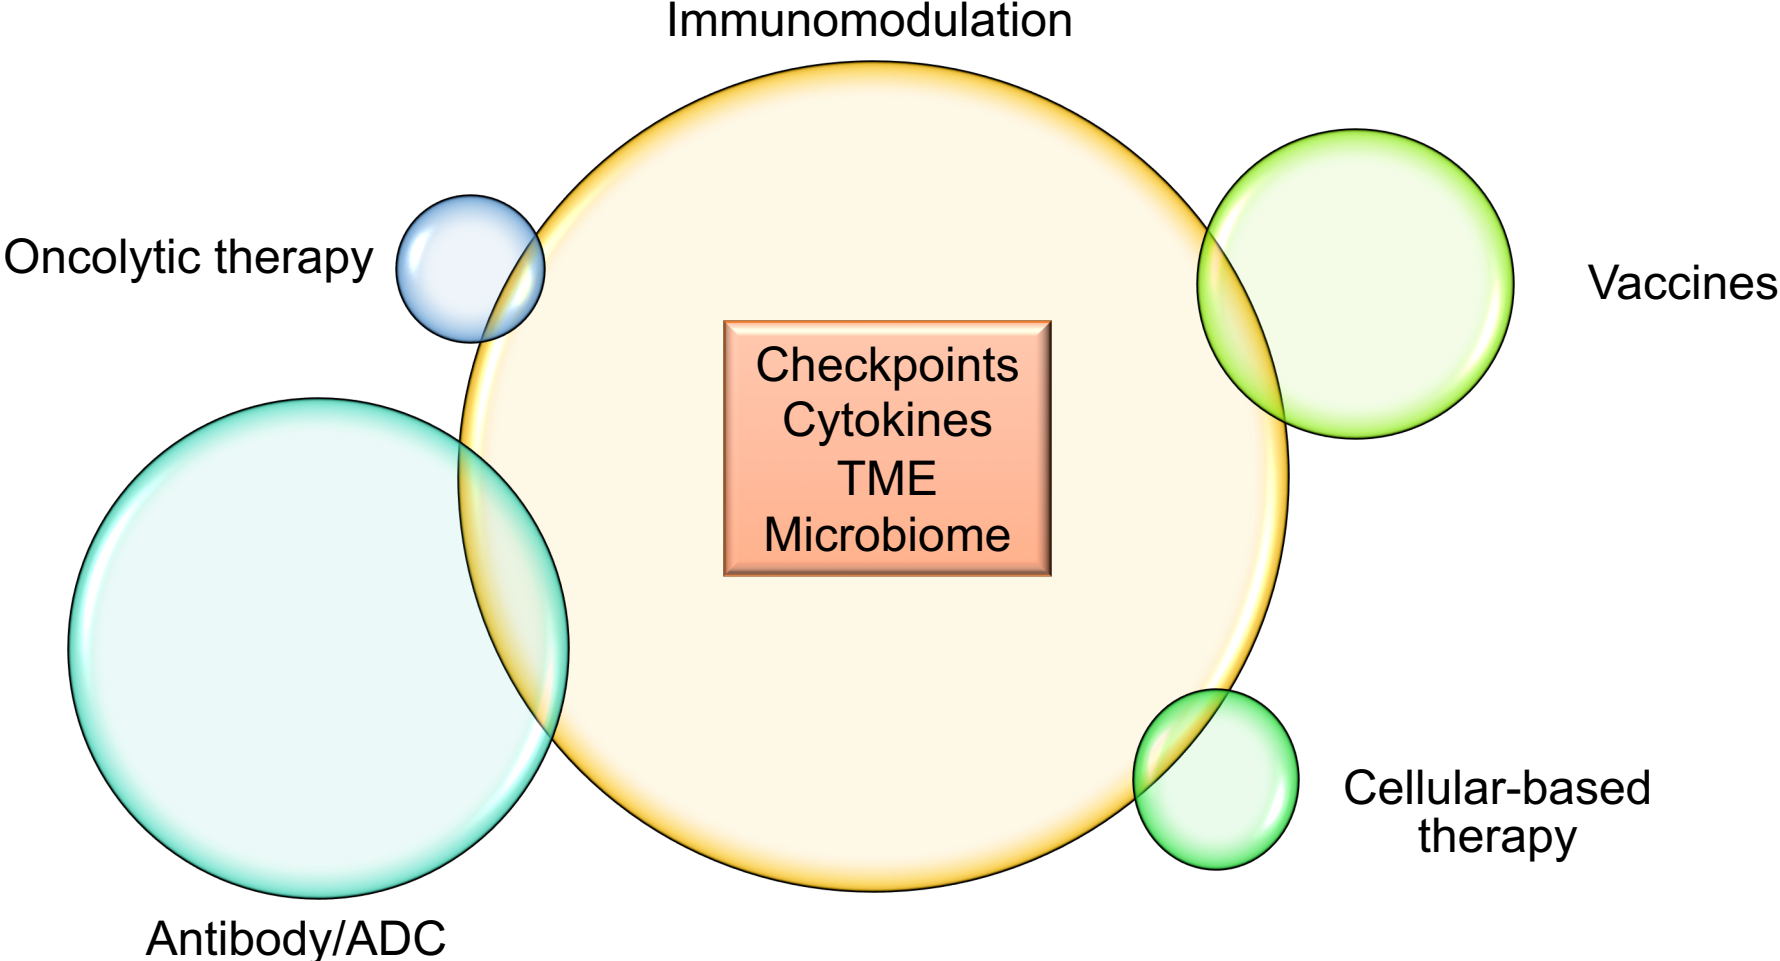 Immunomodulation
Oncolytic therapy
Vaccines
Checkpoints
Cytokines
TME
Microbiome
Cellular-based
therapy
Antibody/ADC